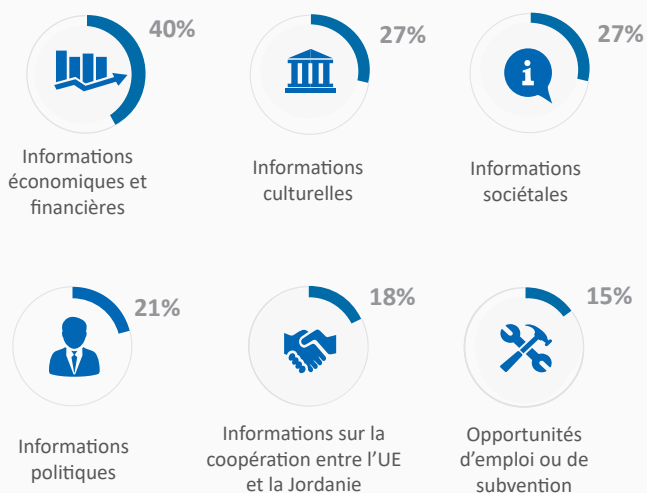 40%
Informations
économiques et
financières
27%
Informations
culturelles
27%
Informations
sociétales
21%
Informations
politiques
18%
Informations sur la
coopération entre l'UE
et la Jordanie
15%
Opportunités
d'emploi ou de
subvention